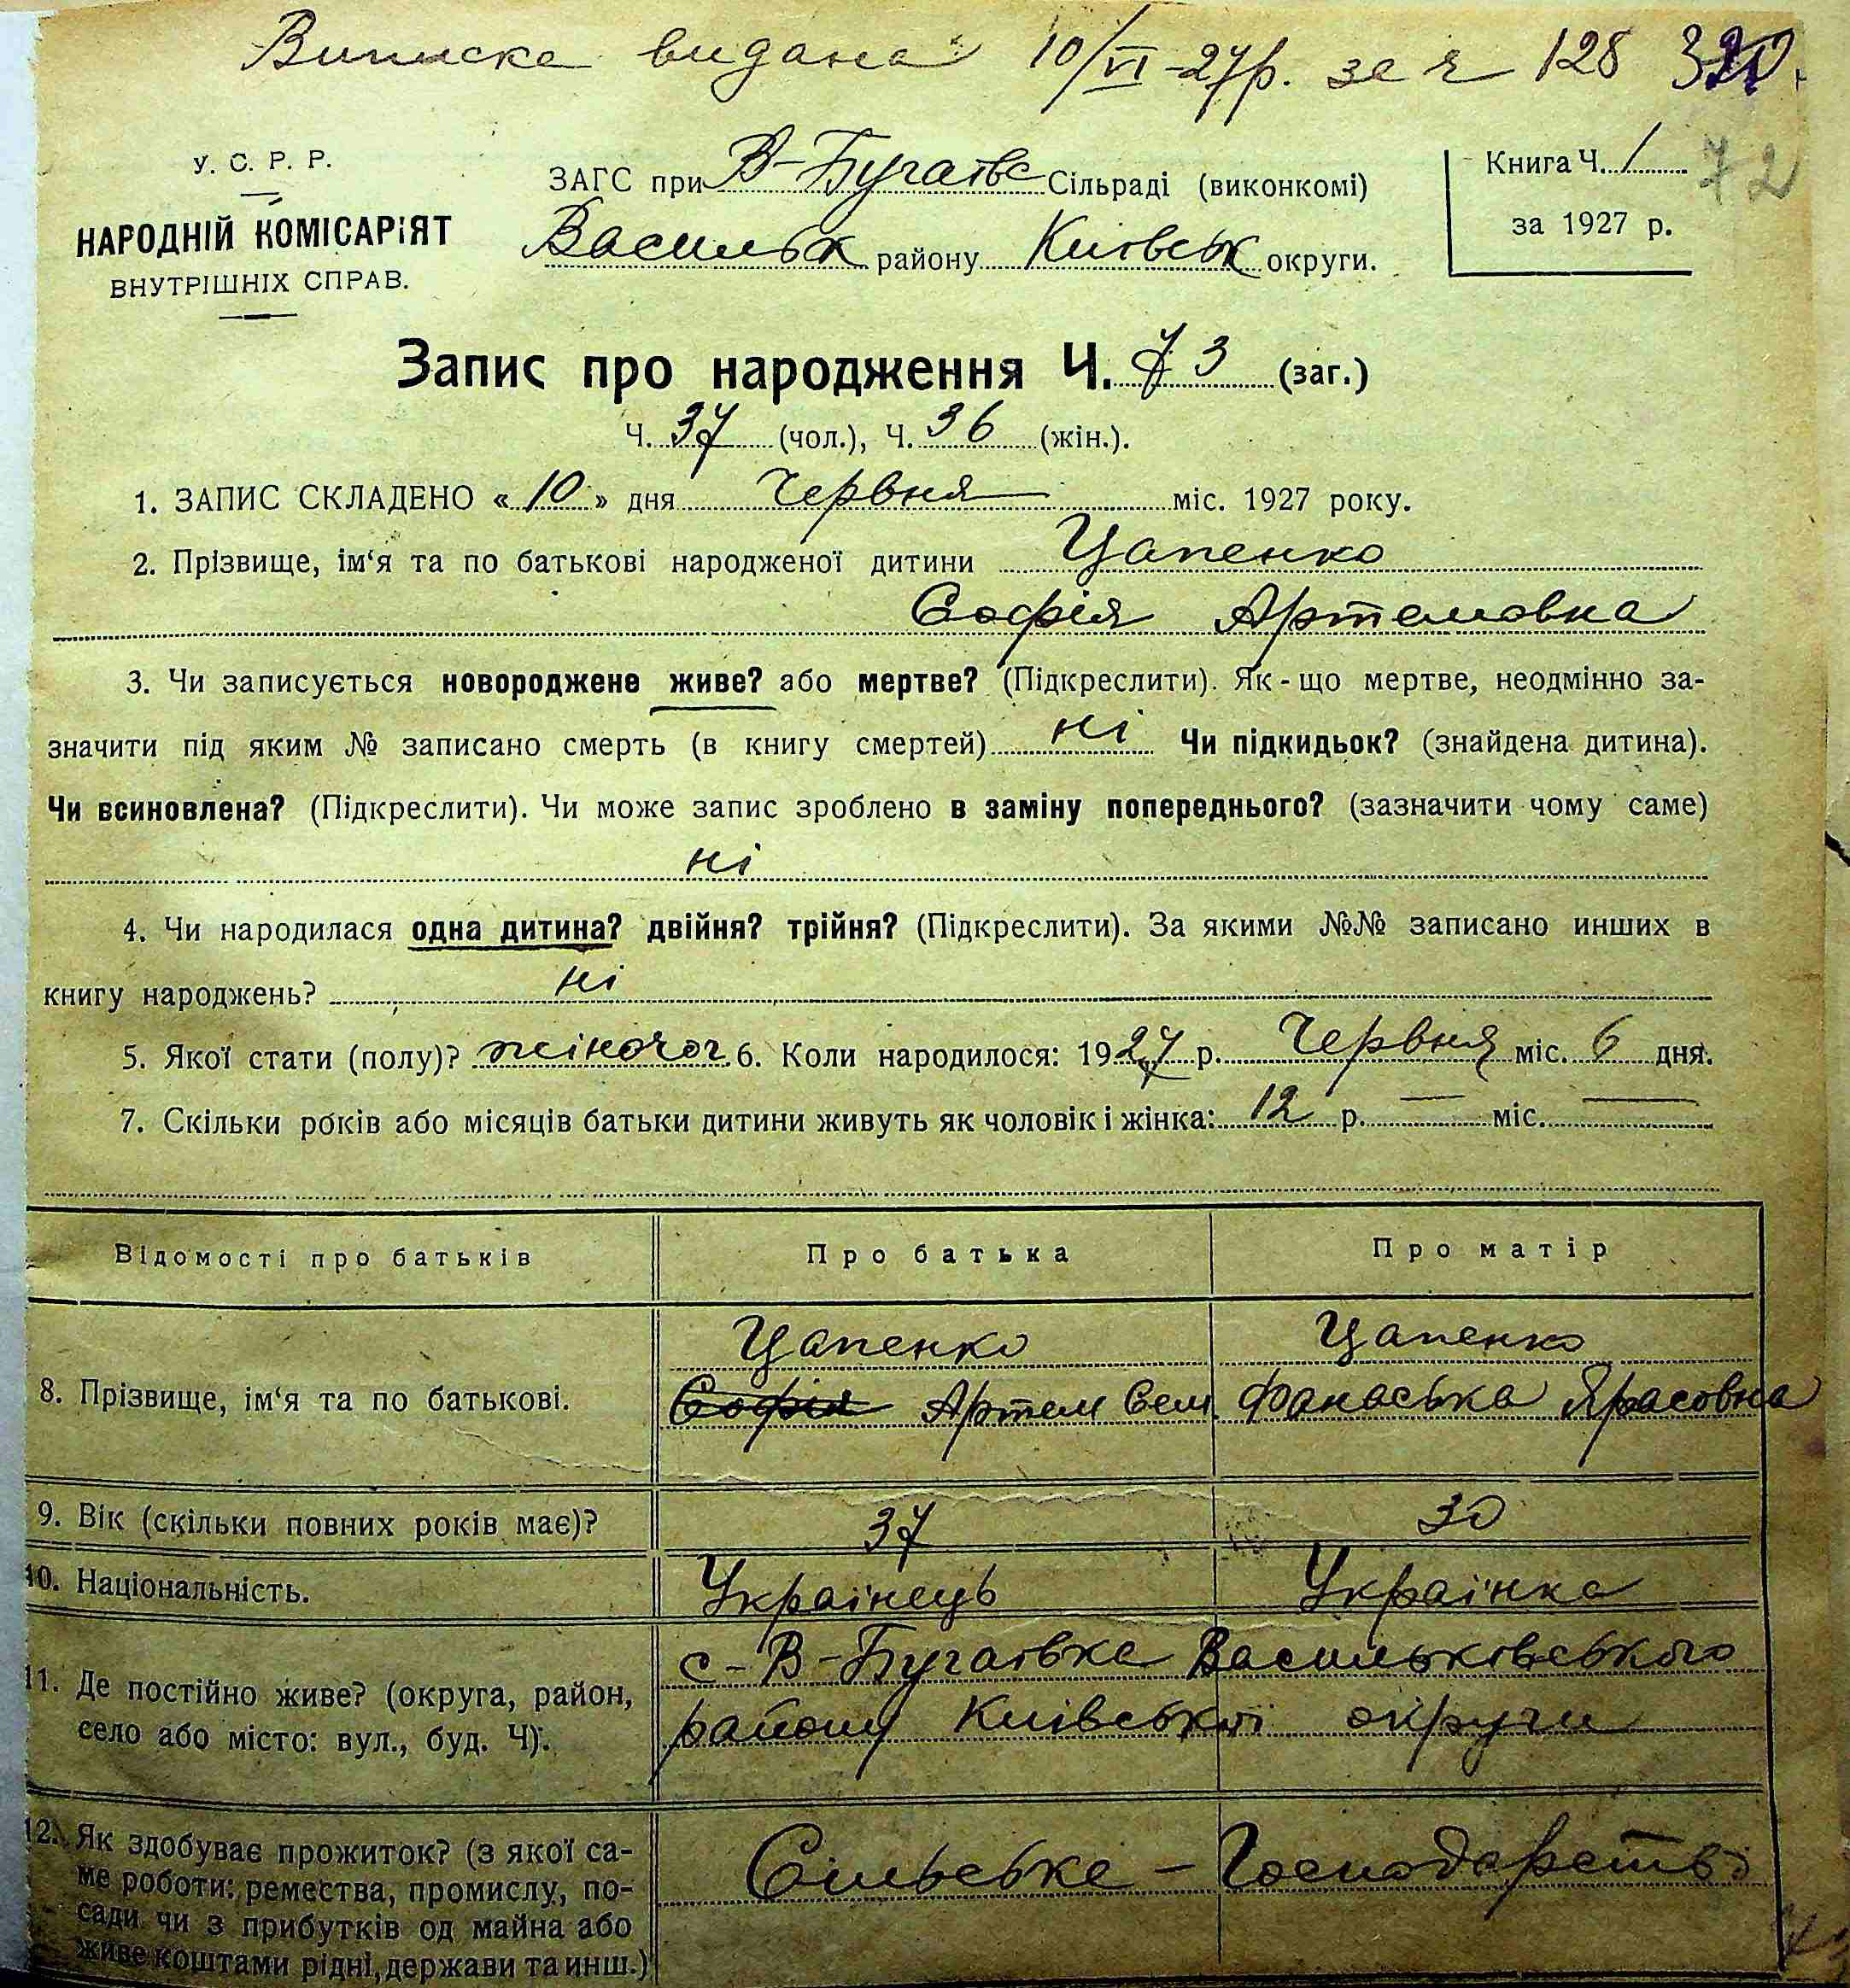 Виписка видана 10/VI-27р. за ч 128
72
У. С. Р. Р.
НАРОДНІЙ КОМІСАРІЯТ
ВНУТРІШНІХ СПРАВ.
ЗАГС при В-Бугаївс Сільраді (виконкомі)
Васильк району Київськ округи.
Книга Ч. 1
за 1927 р.
Запис про народження Ч. 73 (заг.)
Ч. 37 (чол.), Ч. 36 (жін.).
1. ЗАПИС СКЛАДЕНО «10» дня Червня міс. 1927 року.
2. Прізвище, ім‘я та по батькові народженої дитини Цапенко
Софія Артемовна
3. Чи записується новороджене живе? або мертве? (Підкреслити). Як-що мертве, неодмінно за-
значити під яким № записано смерть (в книгу смертей) ні Чи підкидьок? (знайдена дитина).
Чи всиновлена? (Підкреслити). Чи може запис зроблено в заміну попереднього? (зазначити чому саме)
ні
4. Чи народилася одна дитина? двійня? трійня? (Підкреслити). За якими №№ записано инших в
книгу народжень? ні
5. Якої стати (полу)? жіночог 6. Коли народилося: 1927 р. Червня міс. 6 дня.
7. Скільки років або місяців батьки дитини живуть як чоловік і жінка: 12 р. — міс. —
Відомості про батьків Про батька Про матір
Цапенко Цапенко
8. Прізвище, ім‘я та по батькові. Софія Артем Сем. Фанаська
9. Вік (скільки повних років має)? 37 30
10. Національність. Українець Українка
с-В-Бугаївка Васильківського
11. Де постійно живе? (округа, район,
район Київської округи
село або місто: вул., буд. Ч).
12. Як здобуває прожиток? (з якої са-
Сільське - Господарство
ме роботи: ремества, промислу, по-
сади чи з прибутків од майна або
живе коштами рідні, держави та инш.)